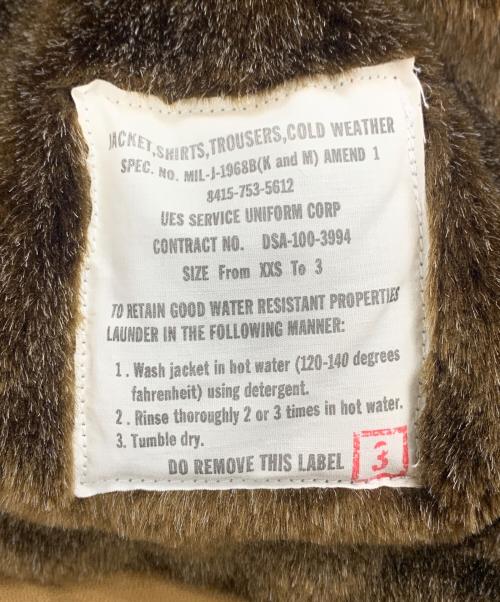 JACKET,SHIRTS,TROUSERS,COLD WEATHER
SPEC. NO. MIL-J-1968B(K and M) AMEND 1
8415-753-5612
UES SERVICE UNIFORM CORP
CONTRACT NO. DSA-100-3994
SIZE From XXS To 3
TO RETAIN GOOD WATER RESISTANT PROPERTIES
LAUNDER IN THE FOLLOWING MANNER:
1. Wash jacket in hot water (120-140 degrees
fahrenheit) using detergent.
2. Rinse thoroughly 2 or 3 times in hot water.
3. Tumble dry.
DO REMOVE THIS LABEL
3